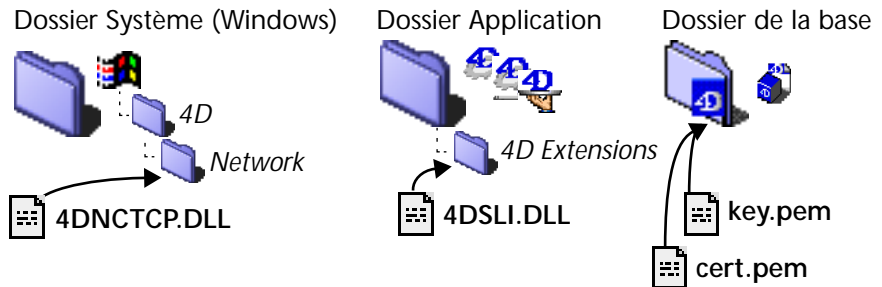 Dossier Système (Windows)
4D
Network
4DNCTCP.DLL
Dossier Application
4D Extensions
4DSLI.DLL
Dossier de la base
key.pem
cert.pem